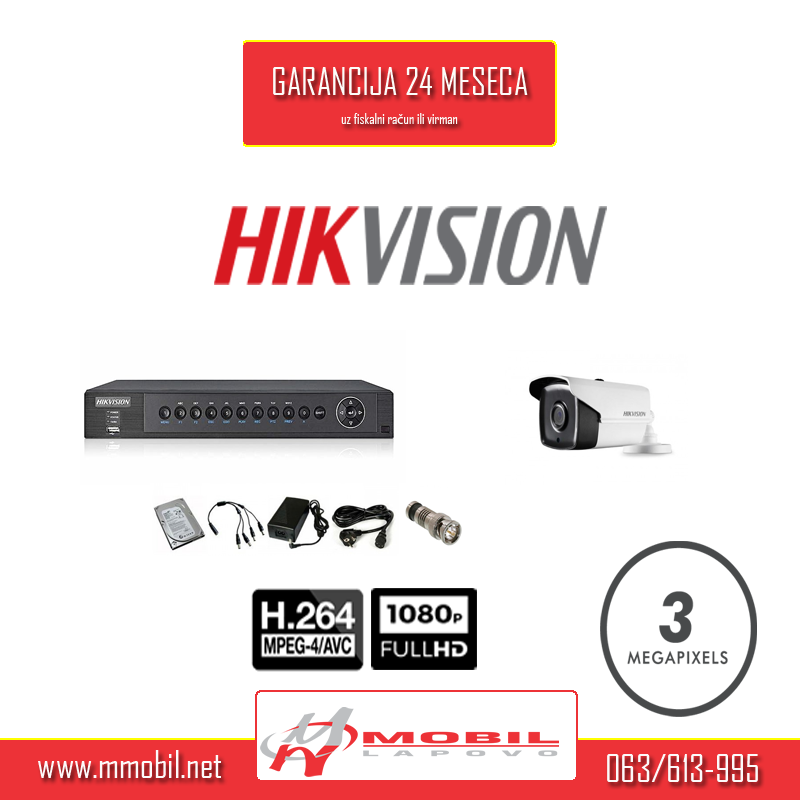 GARANCIJA 24 MESECA
uz fiskalni račun ili virman
HIKVISION
HIKVISION
HIKVISION
H.264
MPEG-4/AVC
1080p
FULLHD
3
MEGAPIXELS
MOBIL
LAPOVO
www.mmobil.net
063/613-995